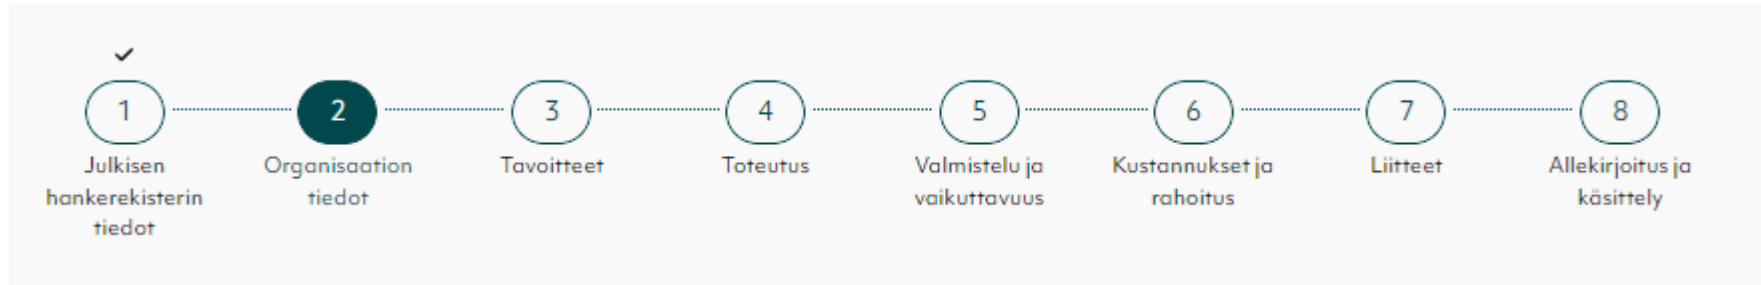 1
Julkisen
hankerekisterin
tiedot
2
Organisaation
tiedot
3
Tavoitteet
4
Toteutus
5
Valmistelu ja
vaikuttavuus
6
Kustannukset ja
rahoitus
7
Liitteet
8
Allekirjoitus ja
käsittely